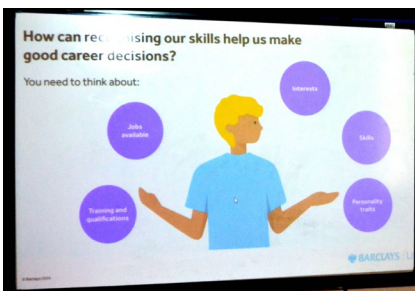 How can rec ising our skills help us make
good career decisions?
You need to think about:
Interests
Jobs
available
Skills
Training and
qualifications
Personality
traits
BARCLAYS